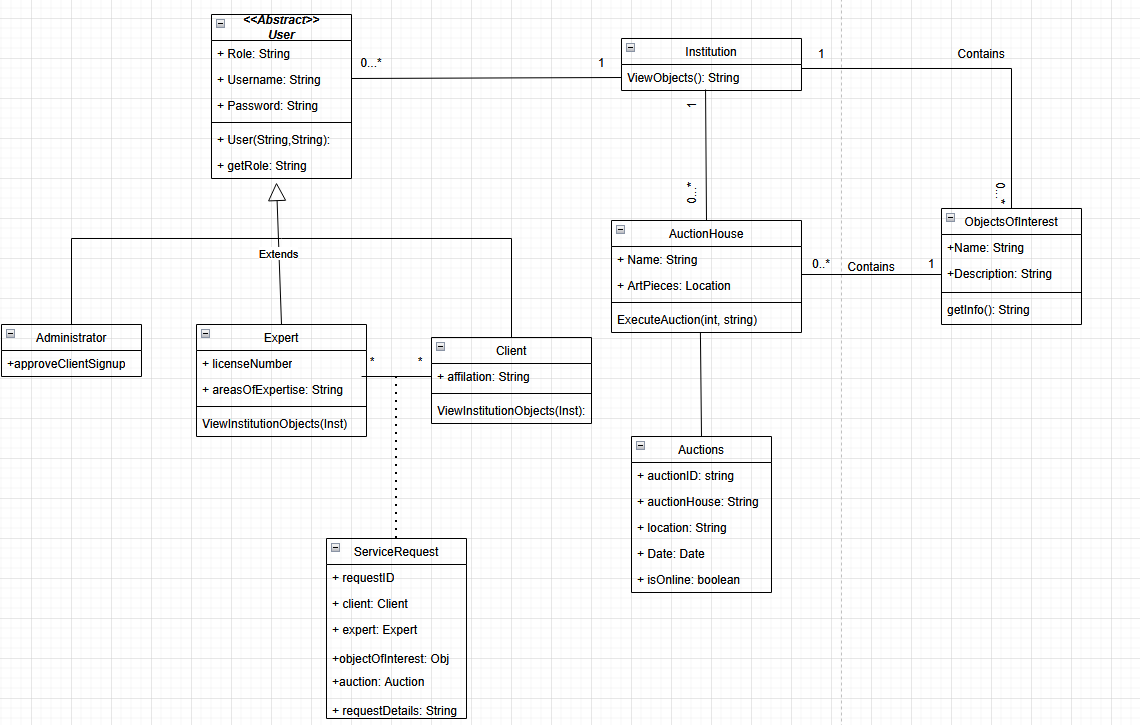 <<Abstract>>
User
+ Role: String
+ Username: String
+ Password: String
+ User(String,String):
+ getRole: String
0...*
1
Institution
ViewObjects(): String
1
Contains
0...*
1
0...*
Extends
AuctionHouse
+ Name: String
+ ArtPieces: Location
ExecuteAuction(int, string)
0..*
Contains
1
ObjectsOfInterest
+Name: String
+Description: String
getInfo(): String
Administrator
+approveClientSignup
Expert
+ licenseNumber
+ areasOfExpertise: String
ViewInstitutionObjects(Inst)
*
*
Client
+ affilation: String
ViewInstitutionObjects(Inst):
Auctions
+ auctionID: string
+ auctionHouse: String
+ location: String
+ Date: Date
+ isOnline: boolean
ServiceRequest
+ requestID
+ client: Client
+ expert: Expert
+objectOfInterest: Obj
+auction: Auction
+ requestDetails: String